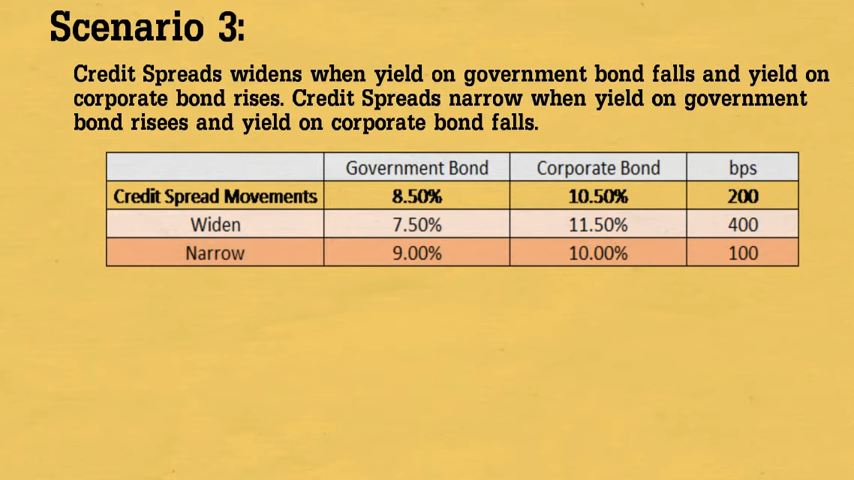 Scenario 3:
Credit Spreads widens when yield on government bond falls and yield on
corporate bond rises. Credit Spreads narrow when yield on government
bond risees and yield on corporate bond falls.
Government Bond Corporate Bond bps
Credit Spread Movements 8.50% 10.50% 200
Widen 7.50% 11.50% 400
Narrow 9.00% 10.00% 100